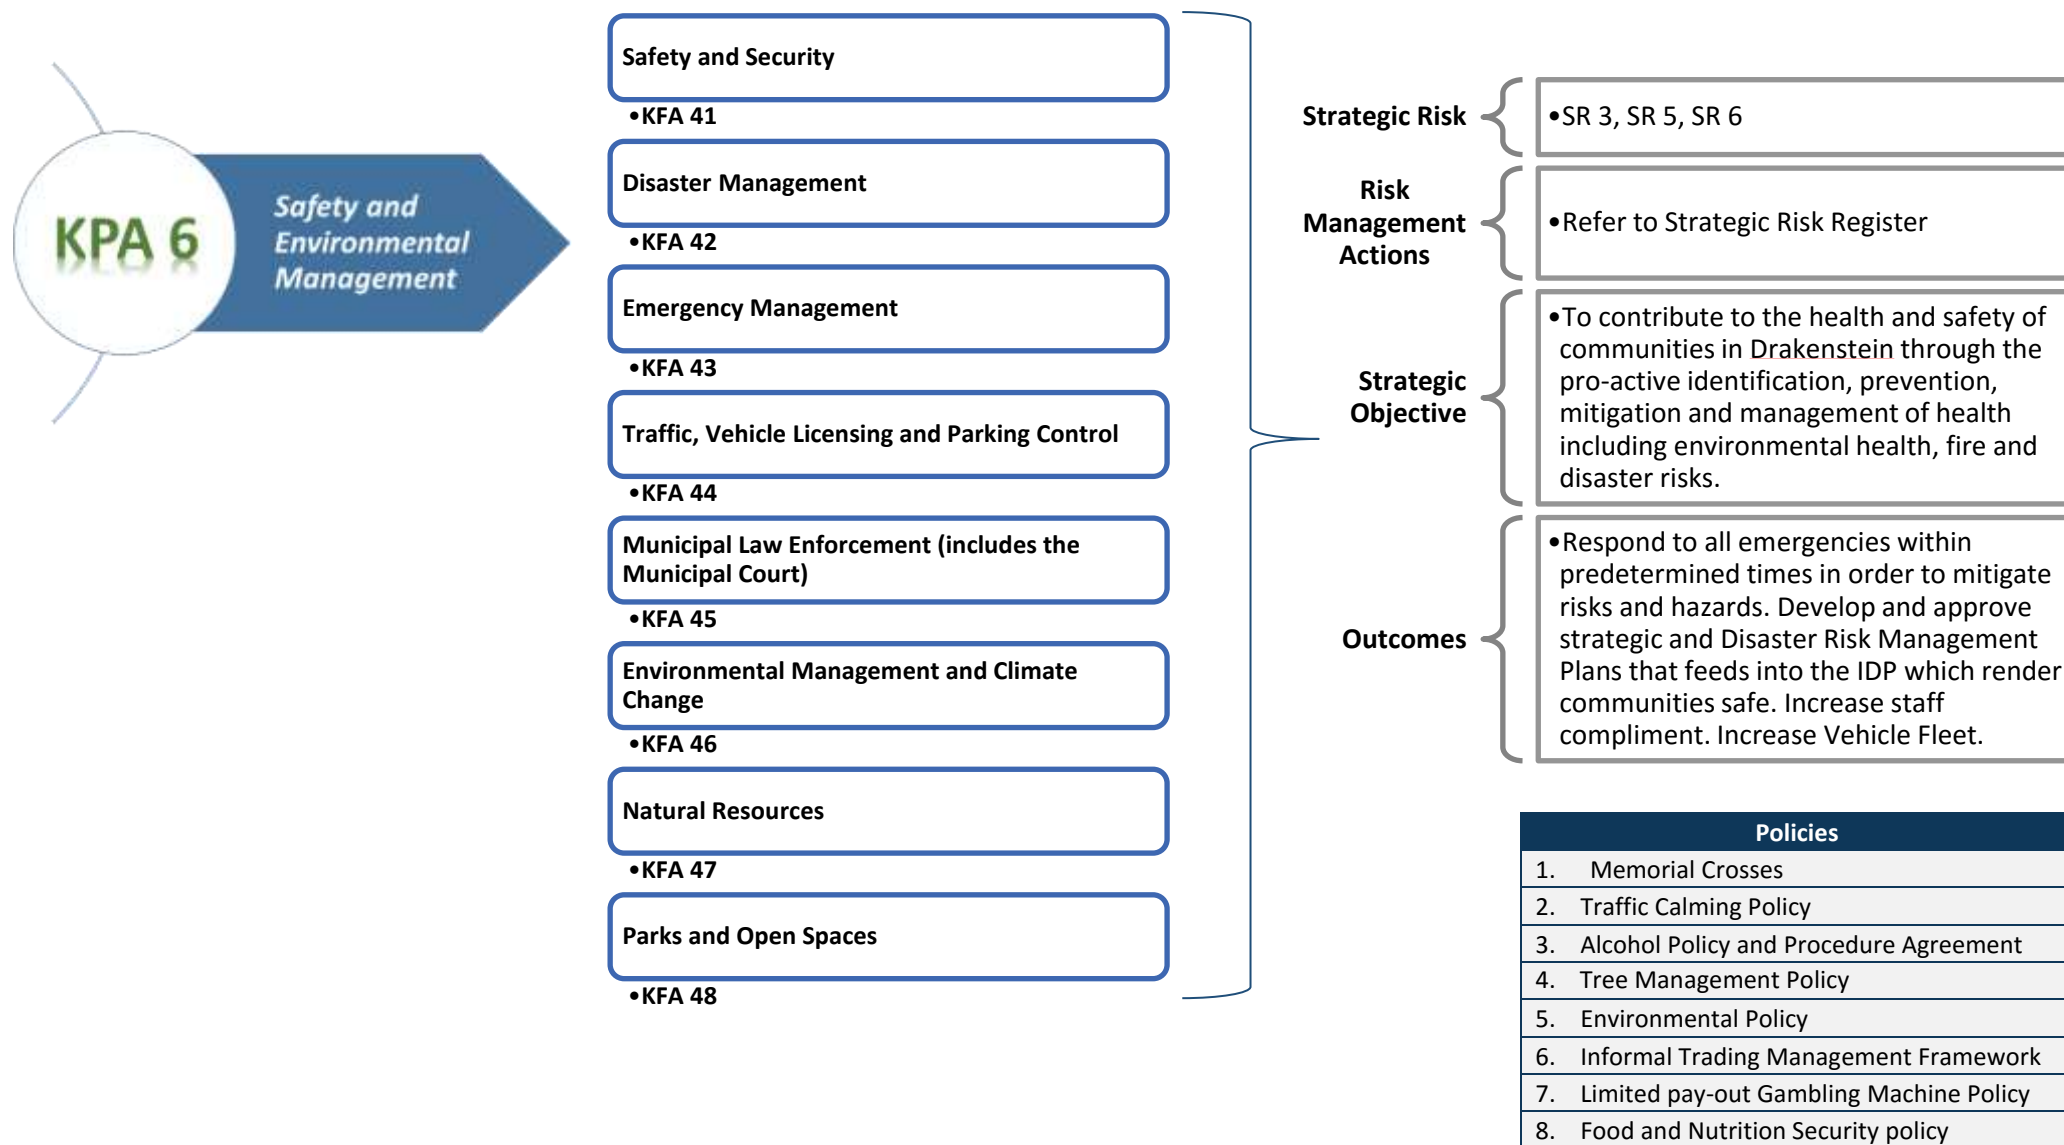 KPA 6
Safety and
Environmental
Management
Safety and Security
•KFA 41
Disaster Management
•KFA 42
Emergency Management
•KFA 43
Traffic, Vehicle Licensing and Parking Control
•KFA 44
Municipal Law Enforcement (includes the
Municipal Court)
•KFA 45
Environmental Management and Climate
Change
•KFA 46
Natural Resources
•KFA 47
Parks and Open Spaces
•KFA 48
Strategic Risk
•SR 3, SR 5, SR 6
Risk
Management
Actions
•Refer to Strategic Risk Register
Strategic
Objective
•To contribute to the health and safety of
communities in Drakenstein through the
pro-active identification, prevention,
mitigation and management of health
including environmental health, fire and
disaster risks.
Outcomes
•Respond to all emergencies within
predetermined times in order to mitigate
risks and hazards. Develop and approve
strategic and Disaster Risk Management
Plans that feeds into the IDP which render
communities safe. Increase staff
compliment. Increase Vehicle Fleet.
Policies
1. Memorial Crosses
2. Traffic Calming Policy
3. Alcohol Policy and Procedure Agreement
4. Tree Management Policy
5. Environmental Policy
6. Informal Trading Management Framework
7. Limited pay-out Gambling Machine Policy
8. Food and Nutrition Security policy